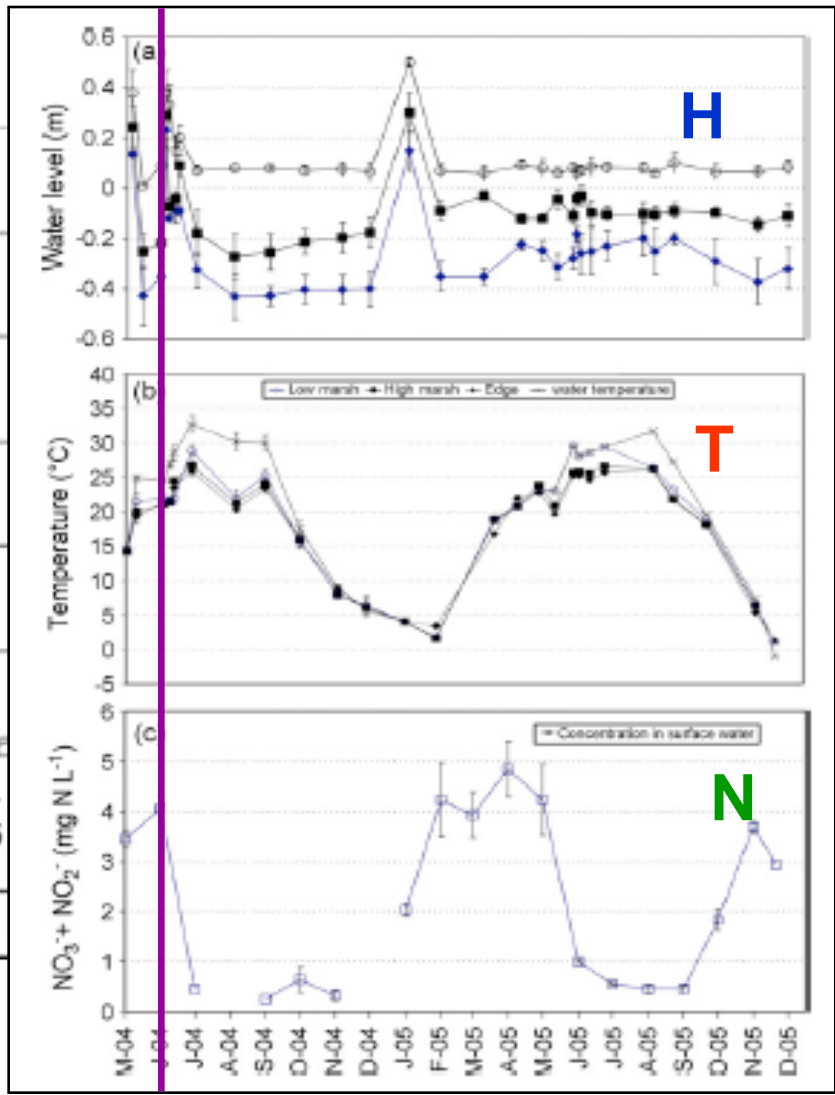 (a)
H
Water level (m)
0.6
0.4
0.2
0
-0.2
-0.4
-0.6
(b)
Low marsh High marsh Edge water temperature
T
Temperature (°C)
40
35
30
25
20
15
10
5
0
-5
(c)
Concentration in surface water
N
NO₃⁻+ NO₂⁻ (mg N L⁻¹)
6
5
4
3
2
1
0
M-04 J-04 J-04 A-04 S-04 O-04 N-04 D-04 J-05 F-05 M-05 A-05 M-05 J-05 J-05 A-05 S-05 O-05 N-05 D-05